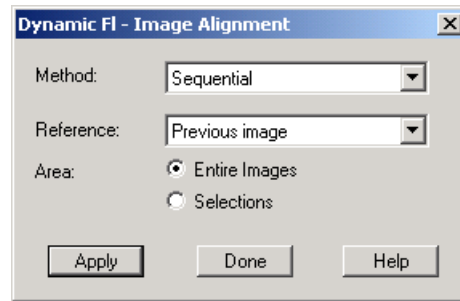 Dynamic Fl - Image Alignment
Method: Sequential
Reference: Previous image
Area: Entire Images
Selections
Apply Done Help